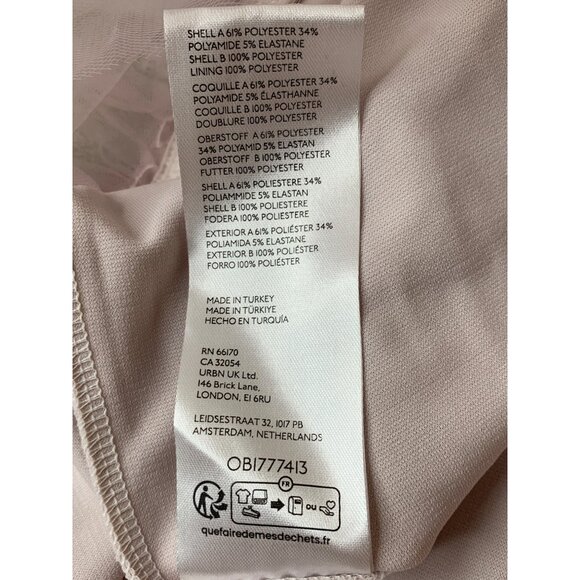 SHELL A 61% POLYESTER 34%
POLYAMIDE 5% ELASTANE
SHELL B 100% POLYESTER
LINING 100% POLYESTER
COQUILLE A 61% POLYESTER 34%
POLYAMIDE 5% ÉLASTHANNE
COQUILLE B 100% POLYESTER
DOUBLURE 100% POLYESTER
OBERSTOFF A 61% POLYESTER
34% POLYAMID 5% ELASTAN
OBERSTOFF B 100% POLYESTER
FUTTER 100% POLYESTER
SHELL A 61% POLIESTERE 34%
POLIAMMIDE 5% ELASTAN
SHELL B 100% POLIESTERE
FODERA 100% POLIESTERE
EXTERIOR A 61% POLIÉSTER 34%
POLIAMIDA 5% ELASTANE
EXTERIOR B 100% POLIÉSTER
FORRO 100% POLIÉSTER
MADE IN TURKEY
MADE IN TÜRKIYE
HECHO EN TURQUÍA
RN 66170
CA 32054
URBN UK Ltd.
146 Brick Lane,
LONDON, E1 6RU
LEIDSESTRAAT 32, 1017 PB
AMSTERDAM, NETHERLANDS
OB1777413
FR
ou
quefairedemesdechets.fr